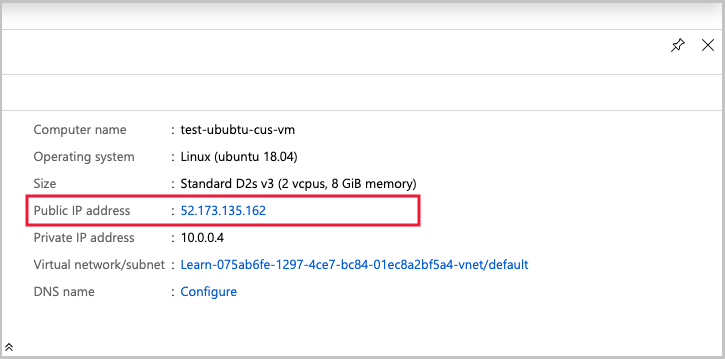 Computer name : test-ububtu-cus-vm
Operating system : Linux (ubuntu 18.04)
Size : Standard D2s v3 (2 vcpus, 8 GiB memory)
Public IP address : 52.173.135.162
Private IP address : 10.0.0.4
Virtual network/subnet : Learn-075ab6fe-1297-4ce7-bc84-01ec8a2bf5a4-vnet/default
DNS name : Configure